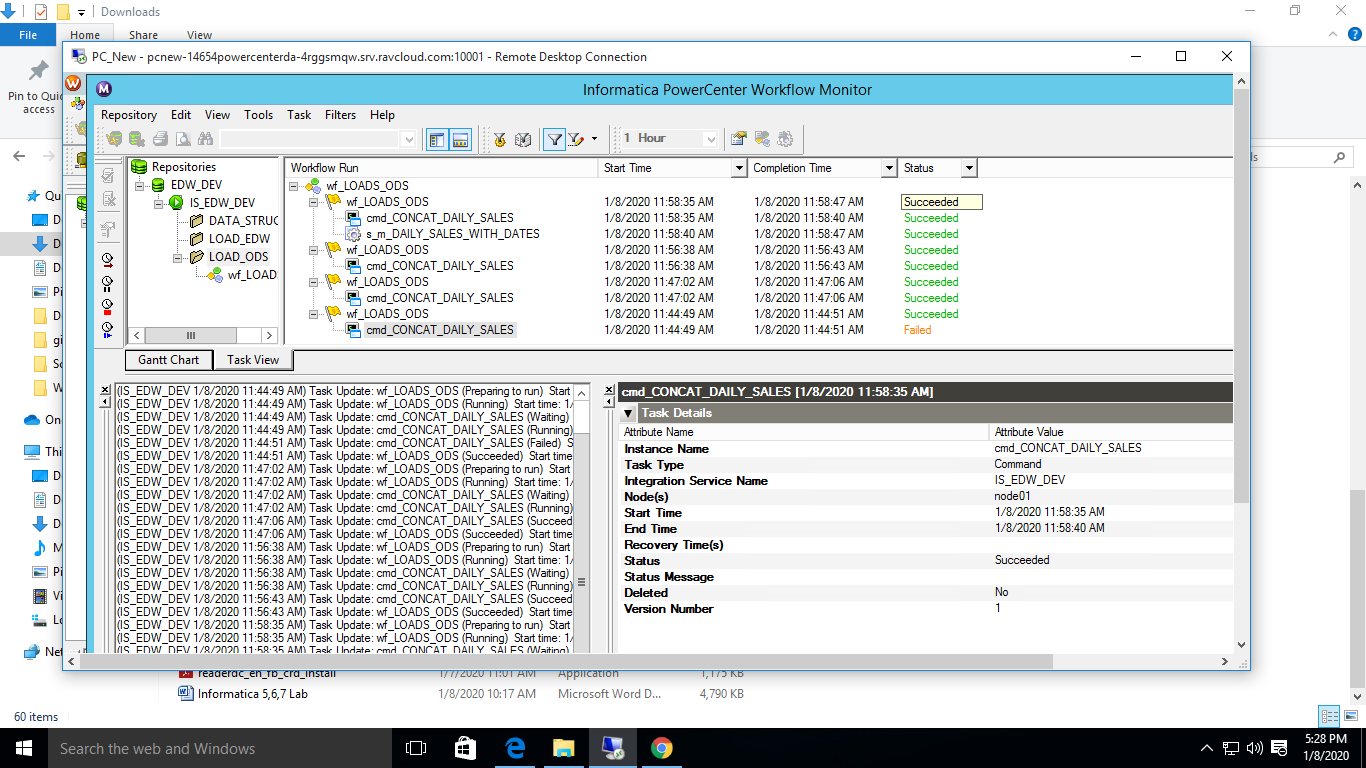 Downloads
File Home Share View
Pin to Quic
access
PC_New - pcnew-14654powercenterda-4rggsmqw.srv.ravcloud.com:10001 - Remote Desktop Connection
Informatica PowerCenter Workflow Monitor
Repository Edit View Tools Task Filters Help
1 Hour
Repositories
EDW_DEV
IS_EDW_DEV
DATA_STRUC
LOAD_EDW
LOAD_ODS
wf_LOAD
Workflow Run Start Time Completion Time Status
wf_LOADS_ODS
wf_LOADS_ODS 1/8/2020 11:58:35 AM 1/8/2020 11:58:47 AM Succeeded
cmd_CONCAT_DAILY_SALES 1/8/2020 11:58:35 AM 1/8/2020 11:58:40 AM Succeeded
s_m_DAILY_SALES_WITH_DATES 1/8/2020 11:58:40 AM 1/8/2020 11:58:47 AM Succeeded
wf_LOADS_ODS 1/8/2020 11:56:38 AM 1/8/2020 11:56:43 AM Succeeded
cmd_CONCAT_DAILY_SALES 1/8/2020 11:56:38 AM 1/8/2020 11:56:43 AM Succeeded
wf_LOADS_ODS 1/8/2020 11:47:02 AM 1/8/2020 11:47:06 AM Succeeded
cmd_CONCAT_DAILY_SALES 1/8/2020 11:47:02 AM 1/8/2020 11:47:06 AM Succeeded
wf_LOADS_ODS 1/8/2020 11:44:49 AM 1/8/2020 11:44:51 AM Succeeded
cmd_CONCAT_DAILY_SALES 1/8/2020 11:44:49 AM 1/8/2020 11:44:51 AM Failed
Gantt Chart Task View
(IS_EDW_DEV 1/8/2020 11:44:49 AM) Task Update: wf_LOADS_ODS (Preparing to run) Start
(IS_EDW_DEV 1/8/2020 11:44:49 AM) Task Update: wf_LOADS_ODS (Running) Start time: 1/
(IS_EDW_DEV 1/8/2020 11:44:49 AM) Task Update: cmd_CONCAT_DAILY_SALES (Waiting)
(IS_EDW_DEV 1/8/2020 11:44:49 AM) Task Update: cmd_CONCAT_DAILY_SALES (Running)
(IS_EDW_DEV 1/8/2020 11:44:51 AM) Task Update: cmd_CONCAT_DAILY_SALES (Failed) S
(IS_EDW_DEV 1/8/2020 11:44:51 AM) Task Update: wf_LOADS_ODS (Succeeded) Start time
(IS_EDW_DEV 1/8/2020 11:47:02 AM) Task Update: wf_LOADS_ODS (Preparing to run) Start
(IS_EDW_DEV 1/8/2020 11:47:02 AM) Task Update: wf_LOADS_ODS (Running) Start time: 1/
(IS_EDW_DEV 1/8/2020 11:47:02 AM) Task Update: cmd_CONCAT_DAILY_SALES (Waiting)
(IS_EDW_DEV 1/8/2020 11:47:02 AM) Task Update: cmd_CONCAT_DAILY_SALES (Running)
(IS_EDW_DEV 1/8/2020 11:47:06 AM) Task Update: cmd_CONCAT_DAILY_SALES (Succeed
(IS_EDW_DEV 1/8/2020 11:47:06 AM) Task Update: wf_LOADS_ODS (Succeeded) Start time
(IS_EDW_DEV 1/8/2020 11:56:38 AM) Task Update: wf_LOADS_ODS (Preparing to run) Start
(IS_EDW_DEV 1/8/2020 11:56:38 AM) Task Update: wf_LOADS_ODS (Running) Start time: 1/
(IS_EDW_DEV 1/8/2020 11:56:38 AM) Task Update: cmd_CONCAT_DAILY_SALES (Waiting)
(IS_EDW_DEV 1/8/2020 11:56:38 AM) Task Update: cmd_CONCAT_DAILY_SALES (Running)
(IS_EDW_DEV 1/8/2020 11:56:43 AM) Task Update: cmd_CONCAT_DAILY_SALES (Succeed
(IS_EDW_DEV 1/8/2020 11:56:43 AM) Task Update: wf_LOADS_ODS (Succeeded) Start time
(IS_EDW_DEV 1/8/2020 11:58:35 AM) Task Update: wf_LOADS_ODS (Preparing to run) Start
(IS_EDW_DEV 1/8/2020 11:58:35 AM) Task Update: wf_LOADS_ODS (Running) Start time: 1/
(IS_EDW_DEV 1/8/2020 11:58:35 AM) Task Update: cmd_CONCAT_DAILY_SALES (Waiting)
cmd_CONCAT_DAILY_SALES [1/8/2020 11:58:35 AM]
Task Details
Attribute Name Attribute Value
Instance Name cmd_CONCAT_DAILY_SALES
Task Type Command
Integration Service Name IS_EDW_DEV
Node(s) node01
Start Time 1/8/2020 11:58:35 AM
End Time 1/8/2020 11:58:40 AM
Recovery Time(s)
Status Succeeded
Status Message
Deleted No
Version Number 1
readerdc_en_fb_crd_install 1/7/2020 11:01 AM Application 1,175 KB
Informatica 5,6,7 Lab 1/8/2020 10:17 AM Microsoft Word D... 4,790 KB
60 items
Search the web and Windows
5:28 PM
1/8/2020